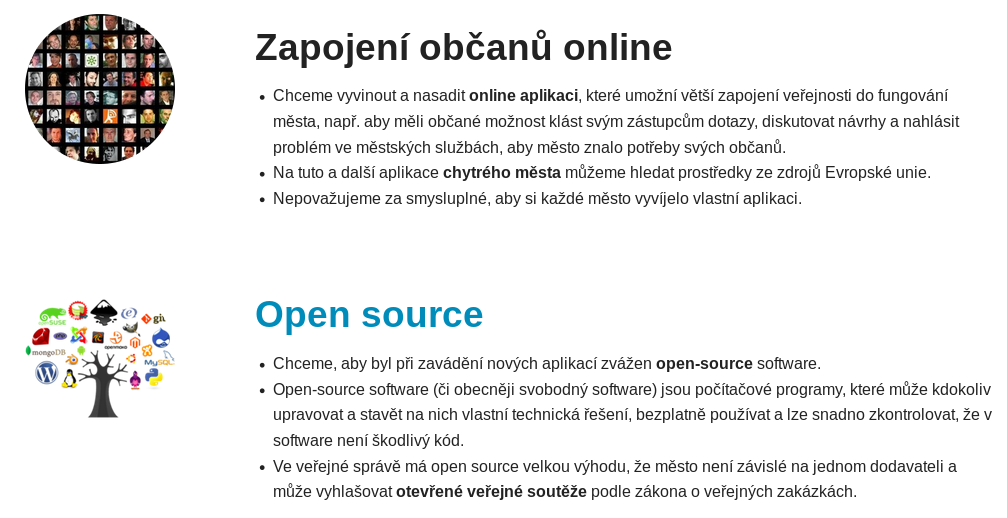 Zapojení občanů online
• Chceme vyvinout a nasadit online aplikaci, které umožní větší zapojení veřejnosti do fungování
města, např. aby měli občané možnost klást svým zástupcům dotazy, diskutovat návrhy a nahlásit
problém ve městských službách, aby město znalo potřeby svých občanů.
• Na tuto a další aplikace chytrého města můžeme hledat prostředky ze zdrojů Evropské unie.
• Nepovažujeme za smysluplné, aby si každé město vyvíjelo vlastní aplikaci.
Open source
openSUSE
git
mongoDB
openmoko
MySQL
• Chceme, aby byl při zavádění nových aplikací zvážen open-source software.
• Open-source software (či obecněji svobodný software) jsou počítačové programy, které může kdokoliv
upravovat a stavět na nich vlastní technická řešení, bezplatně používat a lze snadno zkontrolovat, že v
software není škodlivý kód.
• Ve veřejné správě má open source velkou výhodu, že město není závislé na jednom dodavateli a
může vyhlašovat otevřené veřejné soutěže podle zákona o veřejných zakázkách.